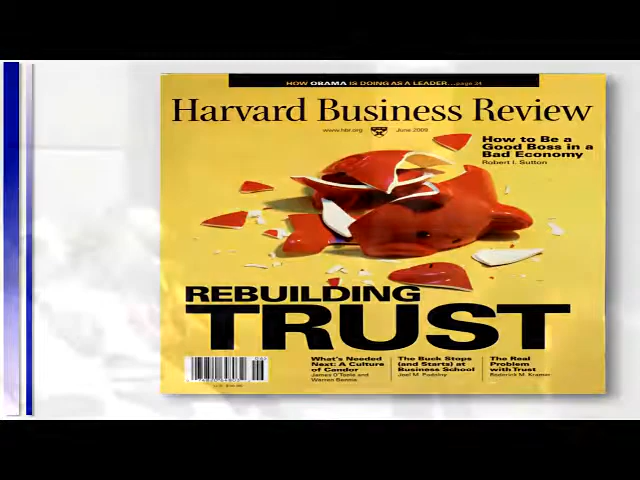 HOW OBAMA IS DOING AS A LEADER...page 24
Harvard Business Review
www.hbr.org June 2009
How to Be a
Good Boss in a
Bad Economy
Robert I. Sutton
REBUILDING
TRUST
What's Needed
Next: A Culture
of Candor
James O'Toole and
Warren Bennis
The Buck Stops
(and Starts) at
Business School
Joel M. Podolny
The Real
Problem
with Trust
Roderick M. Kramer